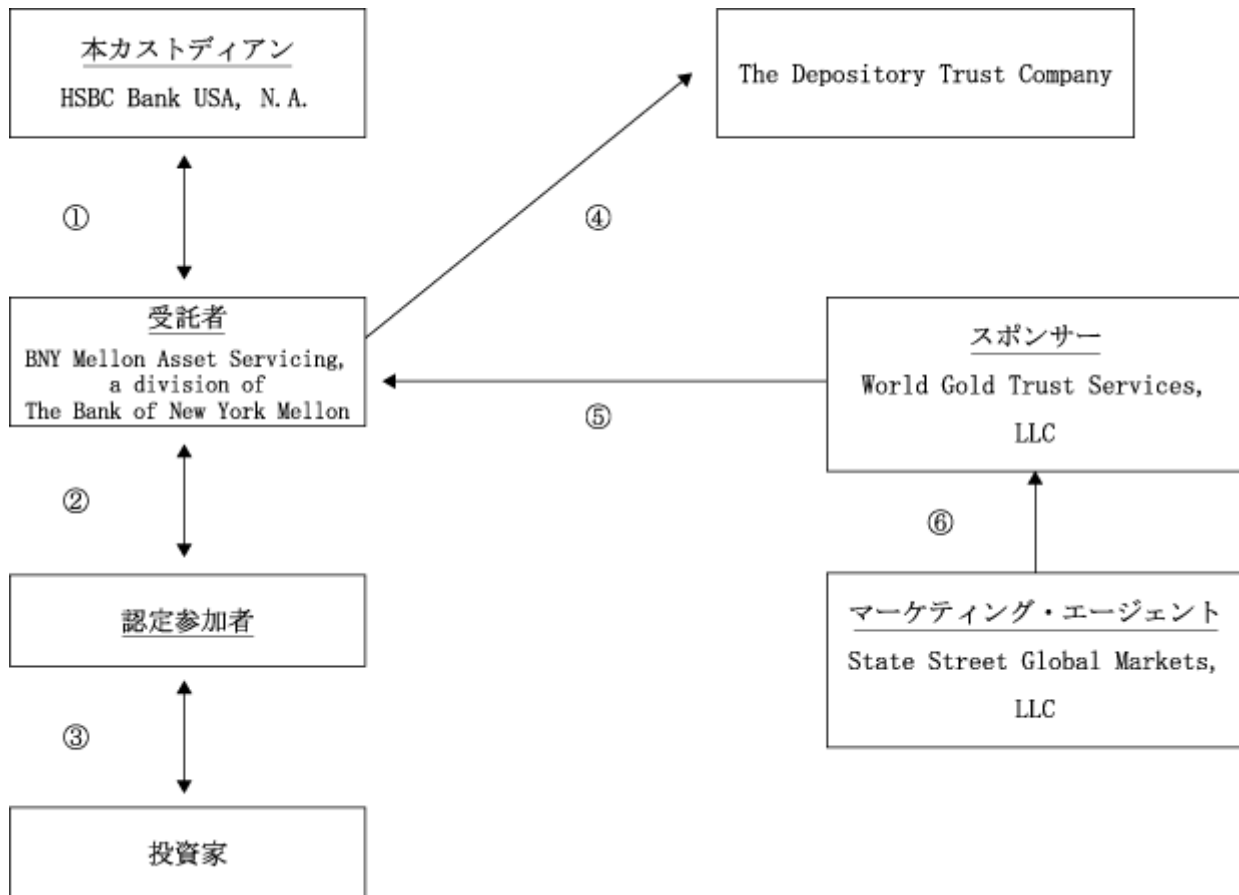 本カストディアン
HSBC Bank USA, N.A.
The Depository Trust Company
①
④
受託者
BNY Mellon Asset Servicing,
a division of
The Bank of New York Mellon
スポンサー
World Gold Trust Services,
LLC
⑤
②
⑥
認定参加者
マーケティング・エージェント
State Street Global Markets,
LLC
③
投資家